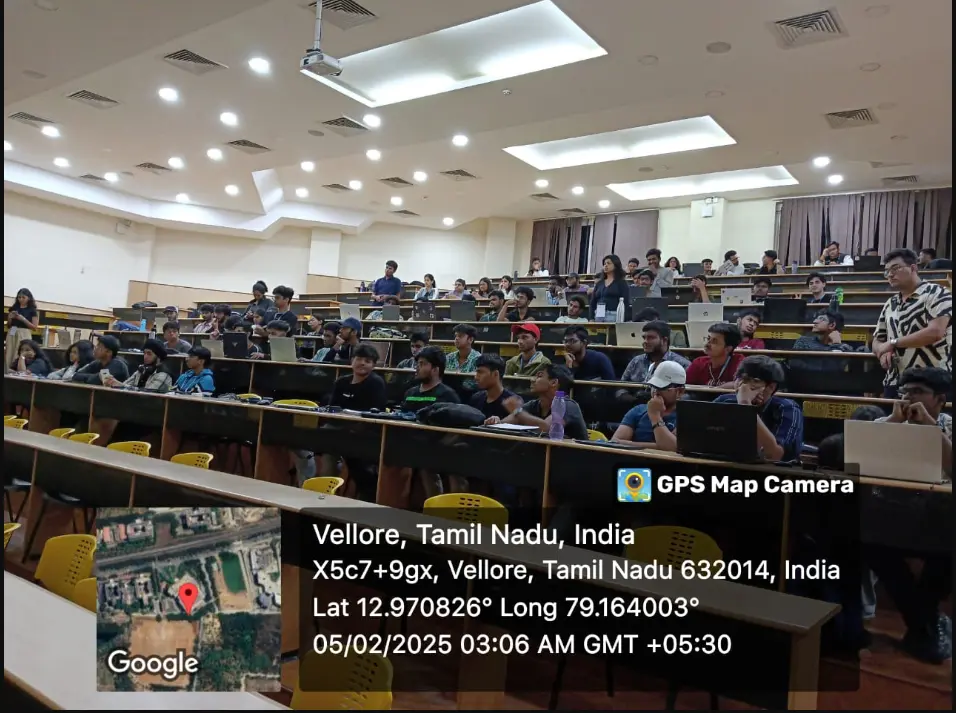 GPS Map Camera
Vellore, Tamil Nadu, India
X5c7+9gx, Vellore, Tamil Nadu 632014, India
Lat 12.970826° Long 79.164003°
05/02/2025 03:06 AM GMT +05:30
Google